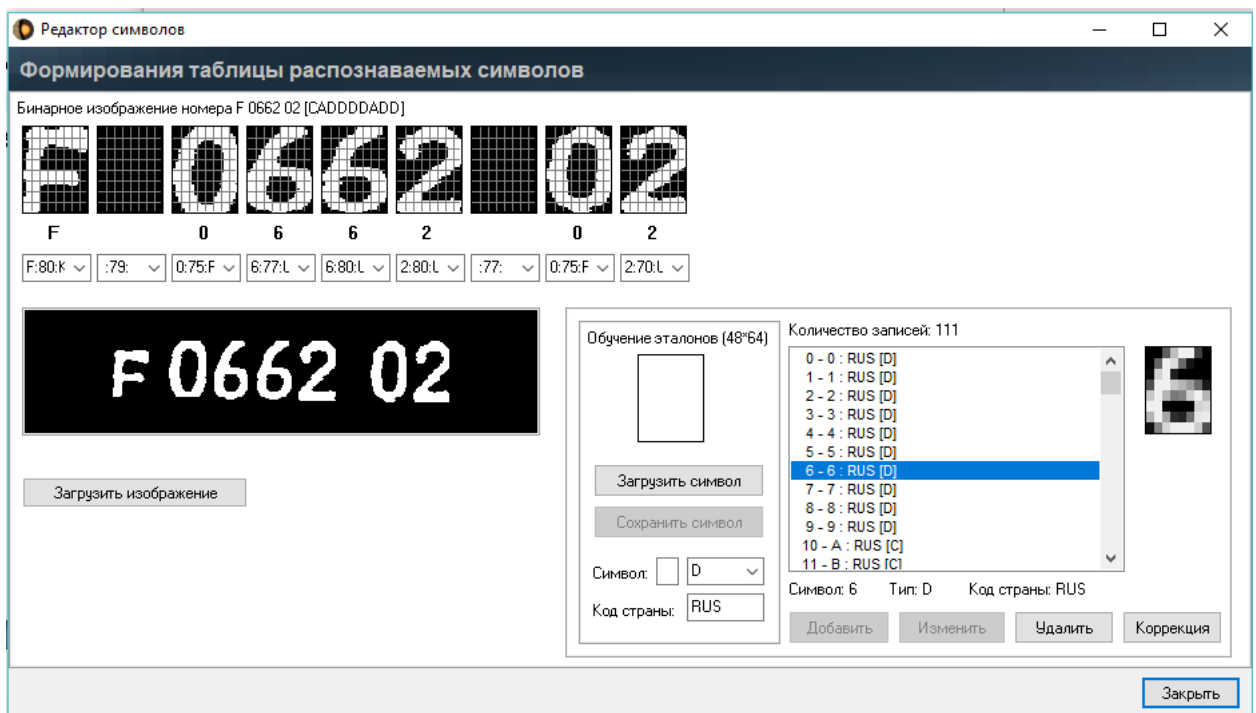 Редактор символов
Формирования таблицы распознаваемых символов
Бинарное изображение номера F 0662 02 [CADDDDADD]
F 0 6 6 2 0 2
F:80:K :79: 0:75:F 6:77:L 6:80:L 2:80:L :77: 0:75:F 2:70:L
F 0662 02
Загрузить изображение
Обучение эталонов (48*64)
Загрузить символ
Сохранить символ
Символ: D
Код страны: RUS
Количество записей: 111
0 - 0 : RUS [D]
1 - 1 : RUS [D]
2 - 2 : RUS [D]
3 - 3 : RUS [D]
4 - 4 : RUS [D]
5 - 5 : RUS [D]
6 - 6 : RUS [D]
7 - 7 : RUS [D]
8 - 8 : RUS [D]
9 - 9 : RUS [D]
10 - A : RUS [C]
11 - B : RUS [C]
Символ: 6 Тип: D Код страны: RUS
Добавить Изменить Удалить Коррекция
Закрыть